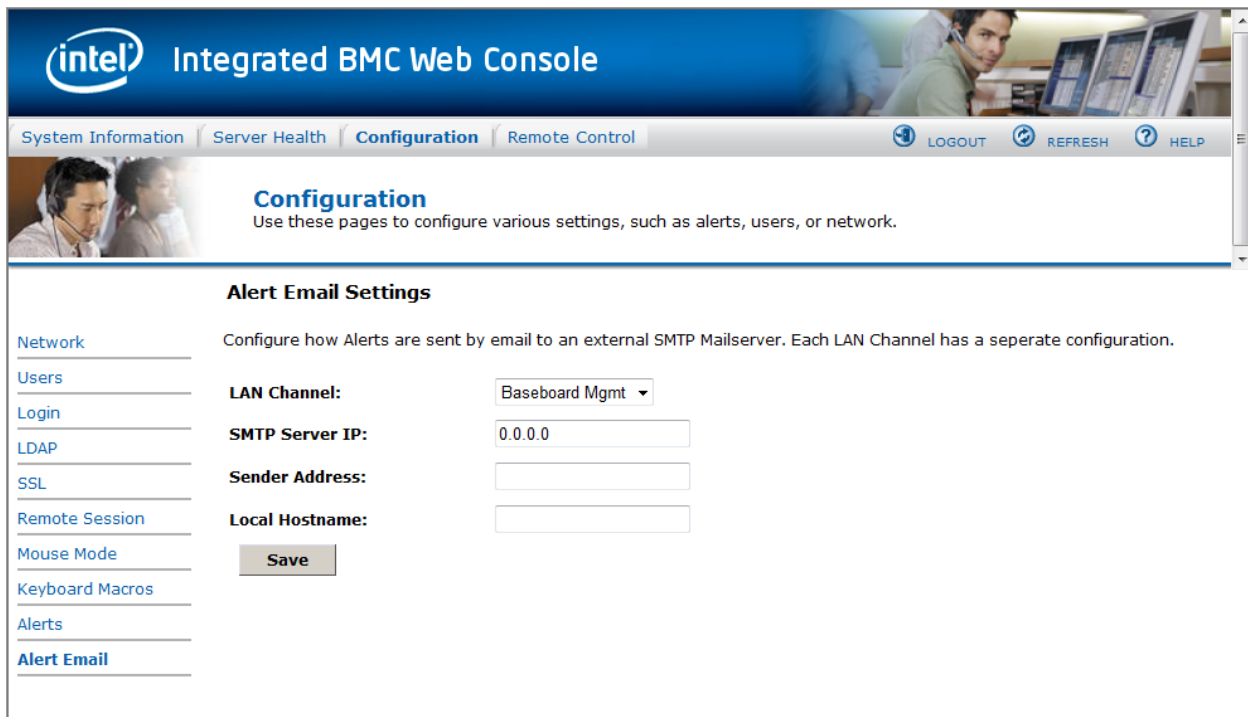 intel Integrated BMC Web Console
System Information Server Health Configuration Remote Control LOGOUT REFRESH ? HELP
Configuration
Use these pages to configure various settings, such as alerts, users, or network.
Alert Email Settings
Configure how Alerts are sent by email to an external SMTP Mailserver. Each LAN Channel has a seperate configuration.
Network
Users
Login
LDAP
SSL
Remote Session
Mouse Mode
Keyboard Macros
Alerts
Alert Email
LAN Channel: Baseboard Mgmt
SMTP Server IP: 0.0.0.0
Sender Address:
Local Hostname:
Save